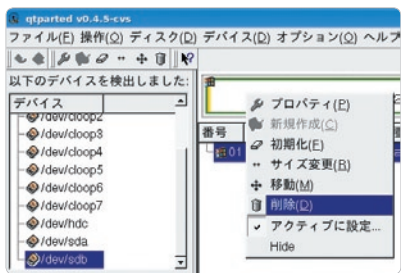 qtparted v0.4.5-cvs
ファイル(F) 操作(O) ディスク(D) デバイス(D) オプション(O) ヘルプ
以下のデバイスを検出しました:
デバイス
/dev/cloop2
/dev/cloop3
/dev/cloop4
/dev/cloop5
/dev/cloop6
/dev/cloop7
/dev/hdc
/dev/sda
/dev/sdb
番号
01
プロパティ(P)
新規作成(C)
初期化(F)
サイズ変更(R)
移動(M)
削除(D)
アクティブに設定...
Hide